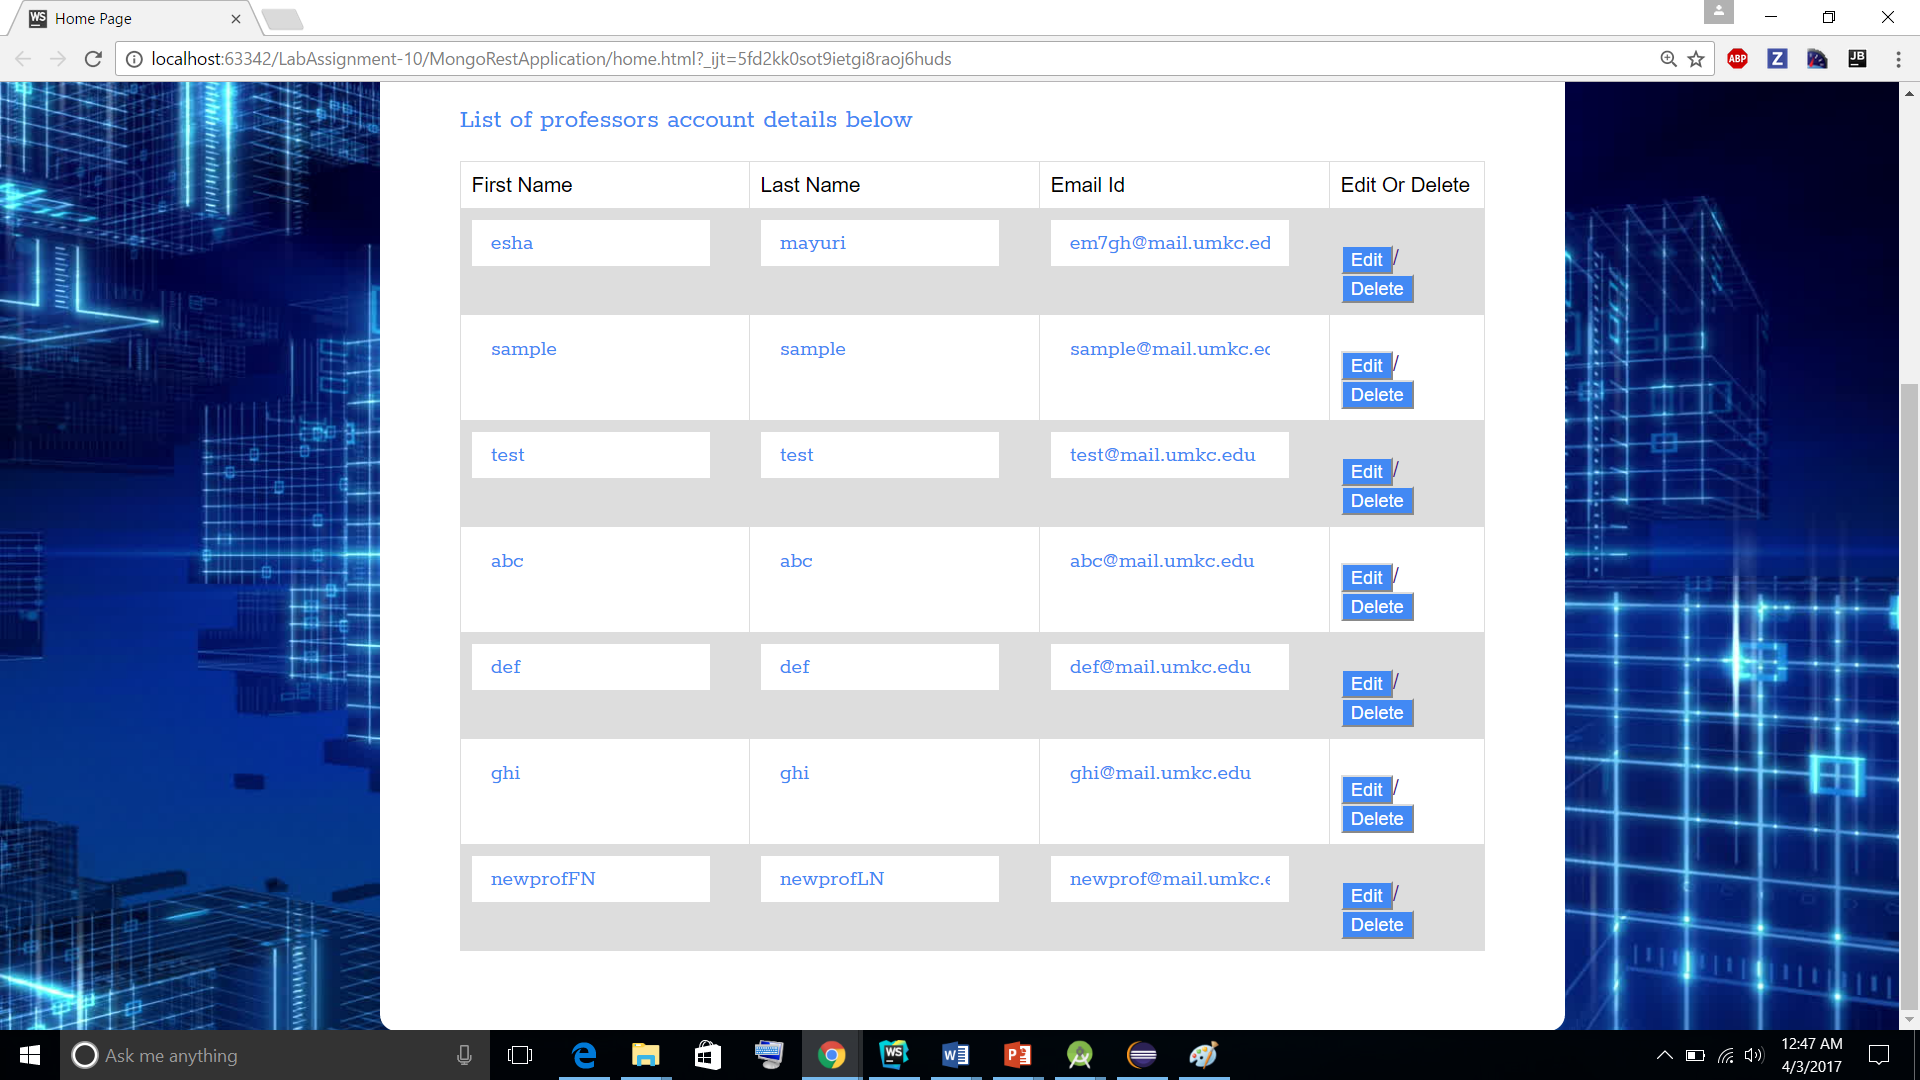 Home Page
localhost:63342/LabAssignment-10/MongoRestApplication/home.html?_ijt=5fd2kk0sot9ietgi8raoj6huds
ABP
Z
JB
List of professors account details below
First Name Last Name Email Id Edit Or Delete
esha mayuri em7gh@mail.umkc.ed Edit/
Delete
sample sample sample@mail.umkc.ec Edit/
Delete
test test test@mail.umkc.edu Edit/
Delete
abc abc abc@mail.umkc.edu Edit/
Delete
def def def@mail.umkc.edu Edit/
Delete
ghi ghi ghi@mail.umkc.edu Edit/
Delete
newprofFN newprofLN newprof@mail.umkc.e Edit/
Delete
Ask me anything
12:47 AM
4/3/2017